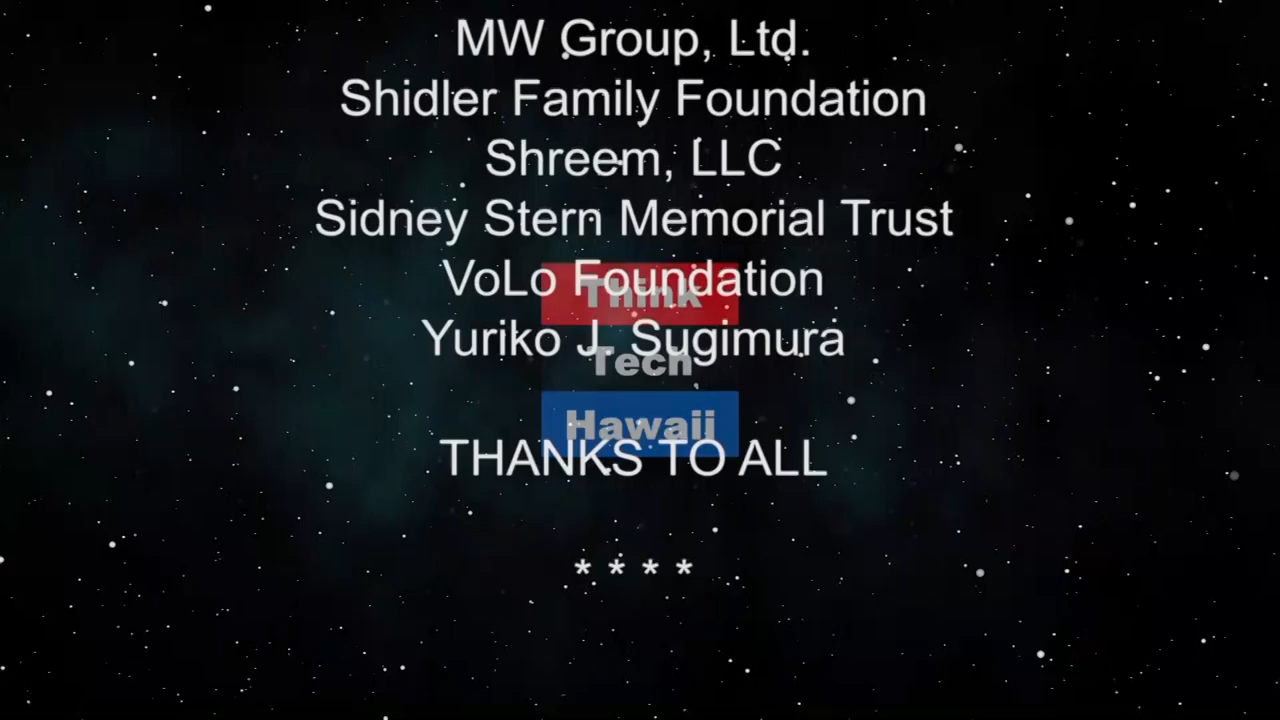 MW Group, Ltd.
Shidler Family Foundation
Shreem, LLC
Sidney Stern Memorial Trust
VoLo Foundation
Think
Yuriko J. Sugimura
Tech
Hawaii
THANKS TO ALL
* * * *